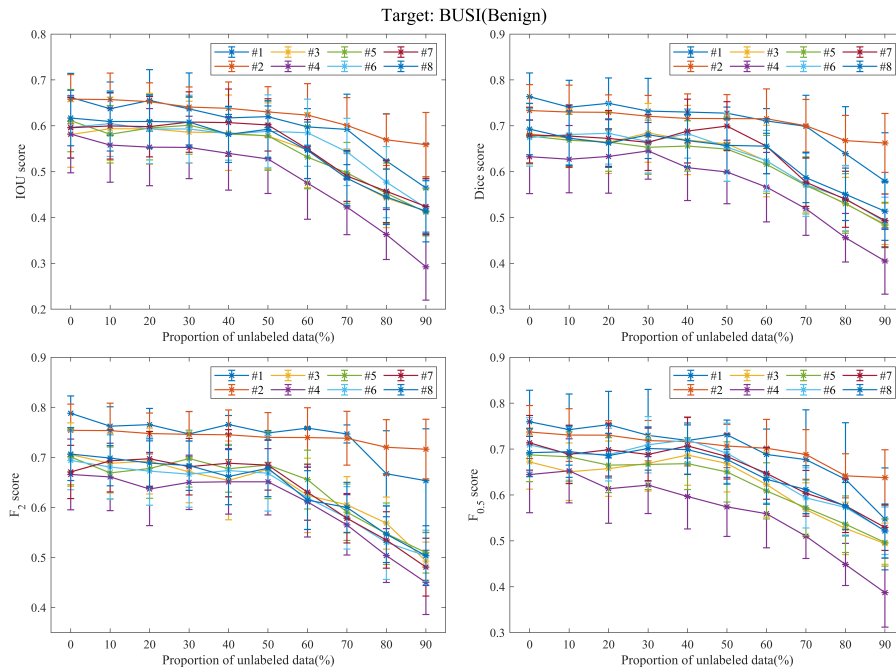 Target: BUSI(Benign)
0.8
0.7
0.6
0.5
0.4
0.3
0.2
IOU score
#1 #3 #5 #7
#2 #4 #6 #8
0 10 20 30 40 50 60 70 80 90
Proportion of unlabeled data(%)
0.9
0.8
0.7
0.6
0.5
0.4
0.3
Dice score
#1 #3 #5 #7
#2 #4 #6 #8
0 10 20 30 40 50 60 70 80 90
Proportion of unlabeled data(%)
0.9
0.8
0.7
0.6
0.5
0.4
F2 score
#1 #3 #5 #7
#2 #4 #6 #8
0 10 20 30 40 50 60 70 80 90
Proportion of unlabeled data(%)
0.9
0.8
0.7
0.6
0.5
0.4
0.3
F0.5 score
#1 #3 #5 #7
#2 #4 #6 #8
0 10 20 30 40 50 60 70 80 90
Proportion of unlabeled data(%)